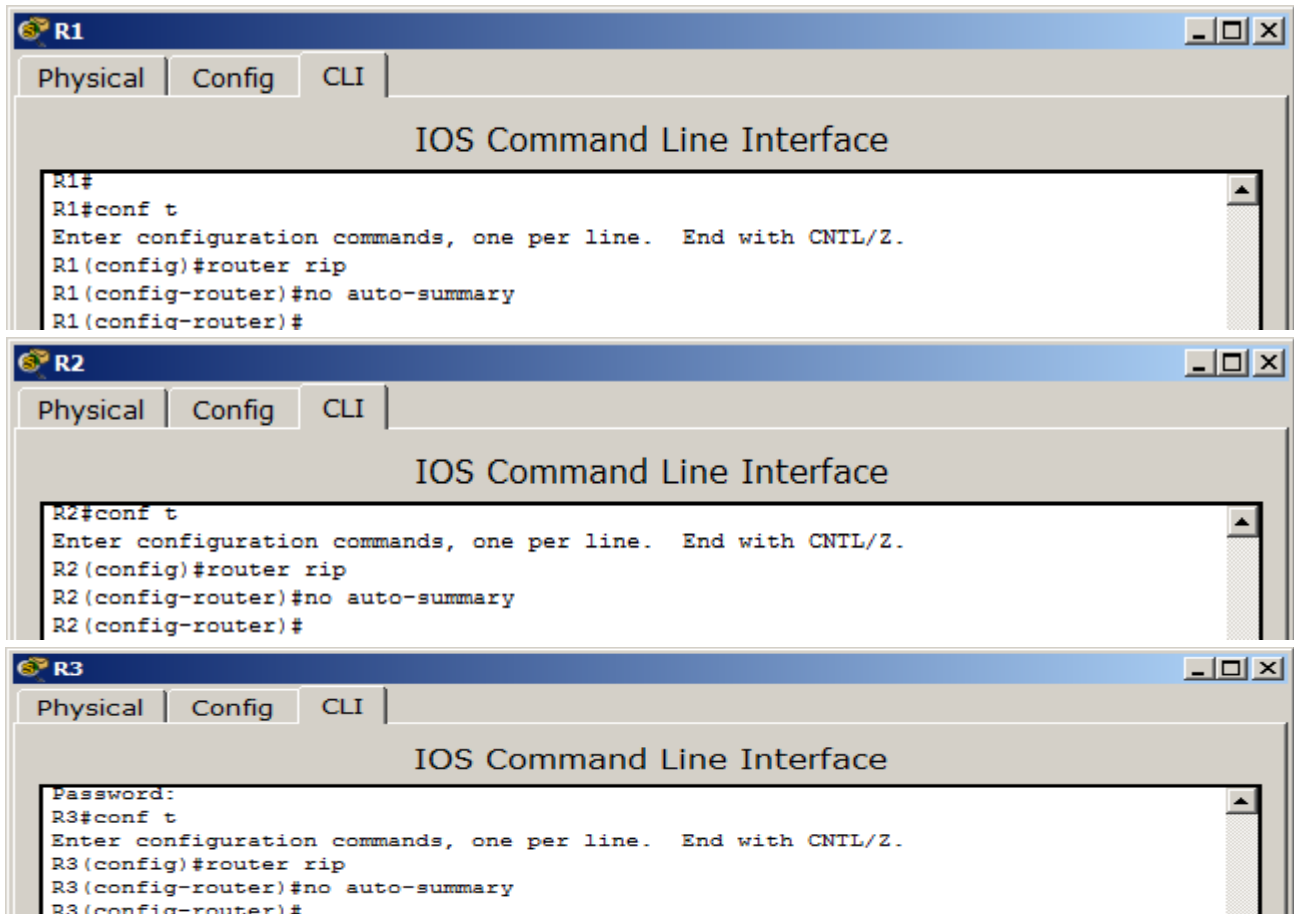 R1
Physical Config CLI
IOS Command Line Interface
R1#
R1#conf t
Enter configuration commands, one per line.  End with CNTL/Z.
R1(config)#router rip
R1(config-router)#no auto-summary
R1(config-router)#
R2
Physical Config CLI
IOS Command Line Interface
R2#conf t
Enter configuration commands, one per line.  End with CNTL/Z.
R2(config)#router rip
R2(config-router)#no auto-summary
R2(config-router)#
R3
Physical Config CLI
IOS Command Line Interface
Password:
R3#conf t
Enter configuration commands, one per line.  End with CNTL/Z.
R3(config)#router rip
R3(config-router)#no auto-summary
R3(config-router)#